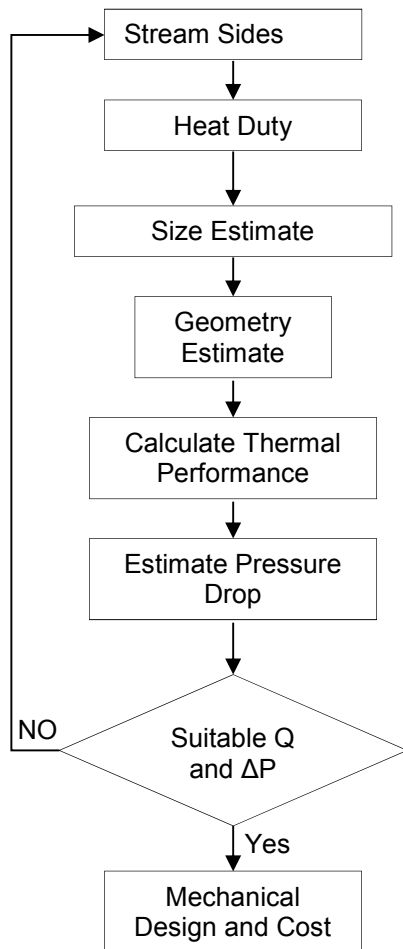 Stream Sides
Heat Duty
Size Estimate
Geometry
Estimate
Calculate Thermal
Performance
Estimate Pressure
Drop
NO
Suitable Q
and ΔP
Yes
Mechanical
Design and Cost